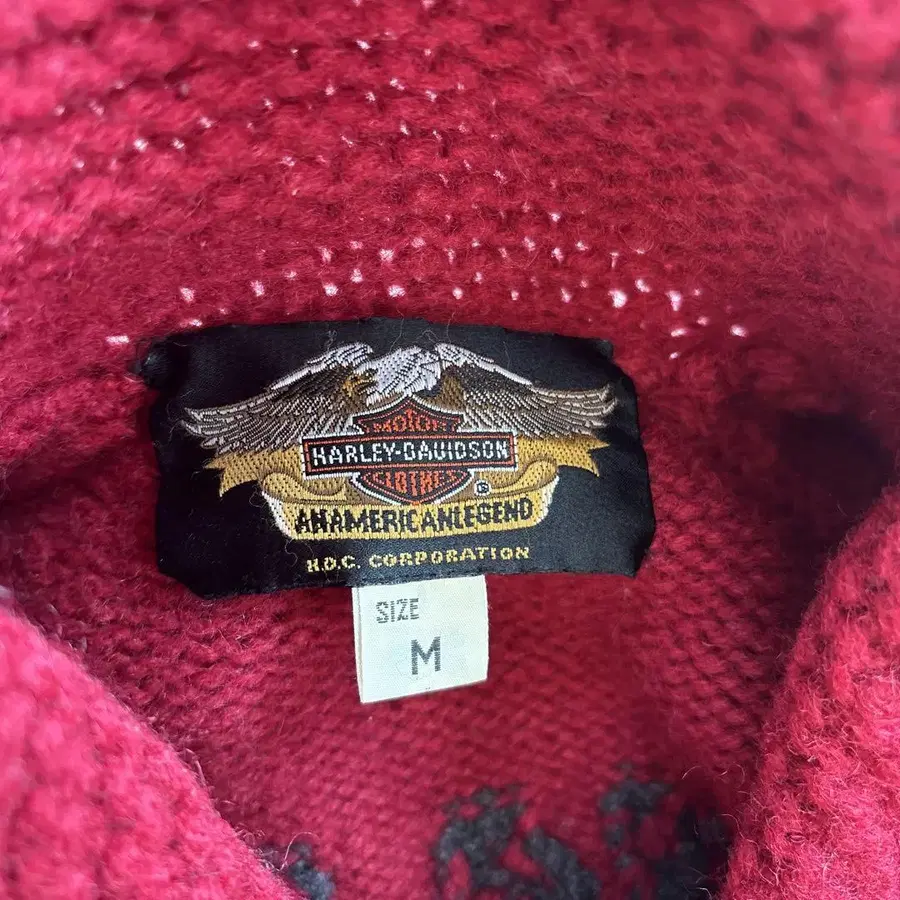 MOTOR
HARLEY-DAVIDSON
CLOTHES
®
AN AMERICAN LEGEND
H.D.C. CORPORATION
SIZE
M